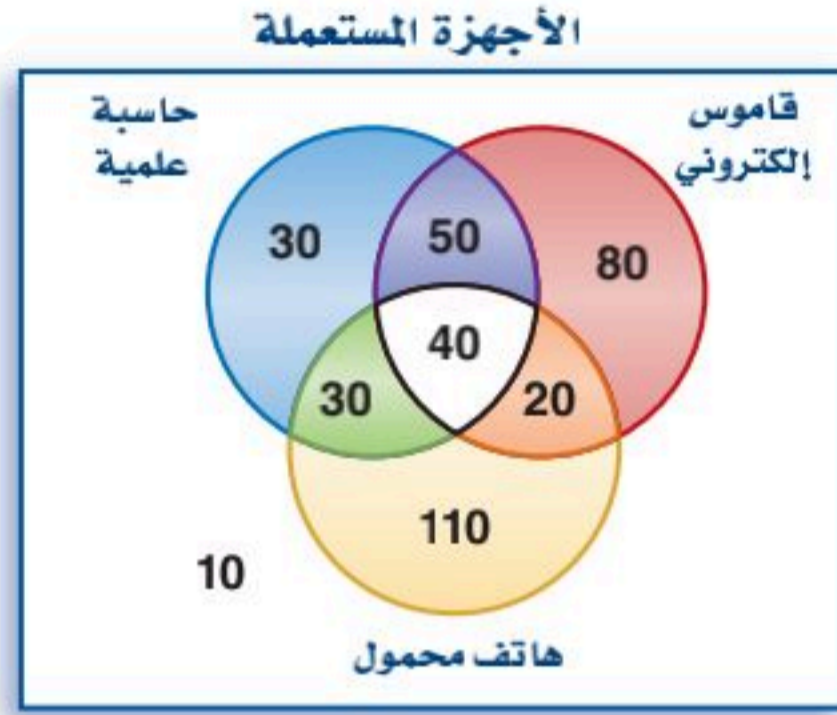 الأجهزة المستعملة
قاموس
إلكتروني
حاسبة
علمية
30
50
80
40
30
20
110
10
هاتف محمول